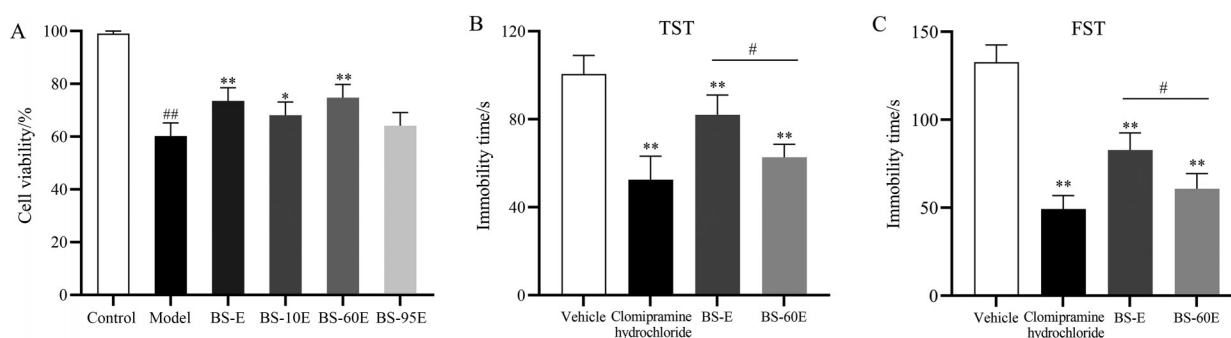 A
Cell viability/%
100
80
60
40
20
0
##
**
*
**
Control
Model
BS-E
BS-10E
BS-60E
BS-95E
B
TST
Immobility time/s
120
80
40
0
**
**
**
#
Vehicle
Clomipramine
hydrochloride
BS-E
BS-60E
C
FST
Immobility time/s
150
100
50
0
**
**
**
#
Vehicle
Clomipramine
hydrochloride
BS-E
BS-60E